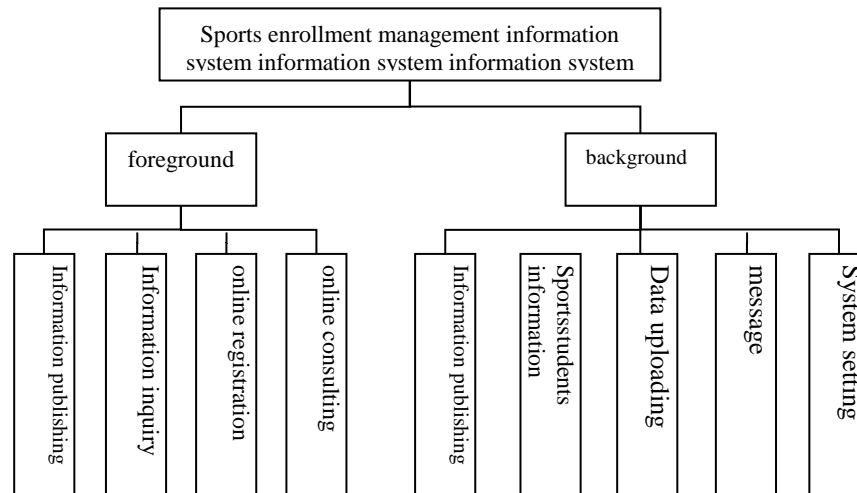 Sports enrollment management information
system information system information system
foreground
background
Information publishing
Information inquiry
online registration
online consulting
Information publishing
Sportsstudents
information
Data uploading
message
System setting